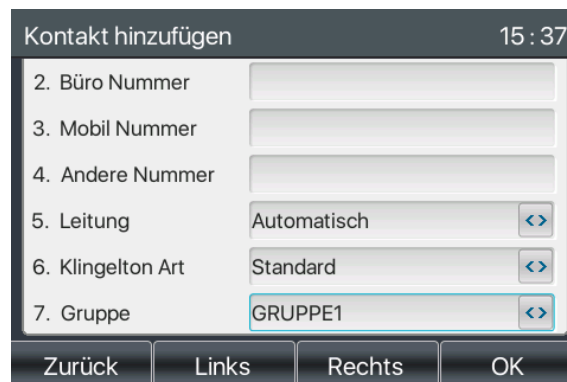 Kontakt hinzufügen 15:37
2. Büro Nummer
3. Mobil Nummer
4. Andere Nummer
5. Leitung Automatisch <>
6. Klingelton Art Standard <>
7. Gruppe GRUPPE1 <>
Zurück Links Rechts OK